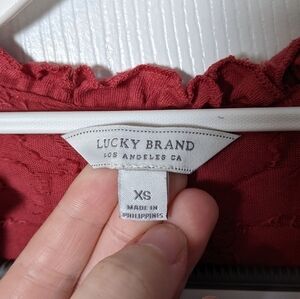 LUCKY BRAND
LOS ANGELES CA
XS
MADE IN
PHILIPPINES